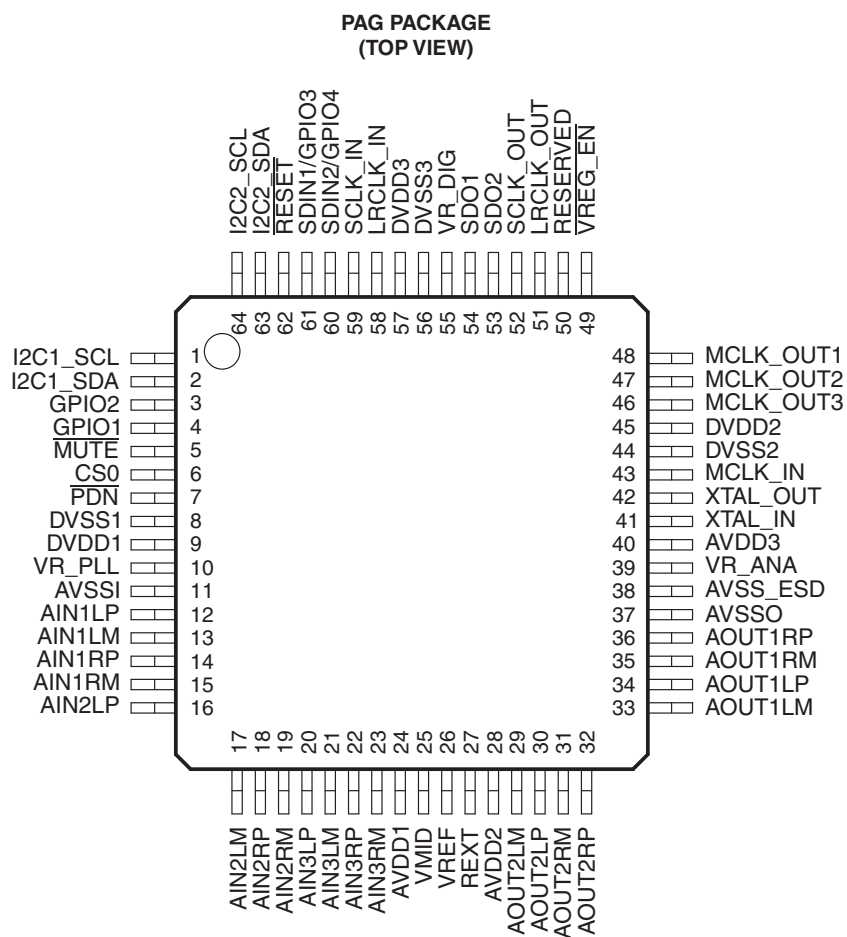 PAG PACKAGE
(TOP VIEW)
I2C2_SCL
I2C2_SDA
RESET
SDIN1/GPIO3
SDIN2/GPIO4
SCLK_IN
LRCLK_IN
DVDD3
DVSS3
VR_DIG
SDO1
SDO2
SCLK_OUT
LRCLK_OUT
RESERVED
VREG_EN
64
63
62
61
60
59
58
57
56
55
54
53
52
51
50
49
I2C1_SCL 1
I2C1_SDA 2
GPIO2 3
GPIO1 4
MUTE 5
CS0 6
PDN 7
DVSS1 8
DVDD1 9
VR_PLL 10
AVSSI 11
AIN1LP 12
AIN1LM 13
AIN1RP 14
AIN1RM 15
AIN2LP 16
48 MCLK_OUT1
47 MCLK_OUT2
46 MCLK_OUT3
45 DVDD2
44 DVSS2
43 MCLK_IN
42 XTAL_OUT
41 XTAL_IN
40 AVDD3
39 VR_ANA
38 AVSS_ESD
37 AVSSO
36 AOUT1RP
35 AOUT1RM
34 AOUT1LP
33 AOUT1LM
17
18
19
20
21
22
23
24
25
26
27
28
29
30
31
32
AIN2LM
AIN2RP
AIN2RM
AIN3LP
AIN3LM
AIN3RP
AIN3RM
AVDD1
VMID
VREF
REXT
AVDD2
AOUT2LM
AOUT2LP
AOUT2RM
AOUT2RP